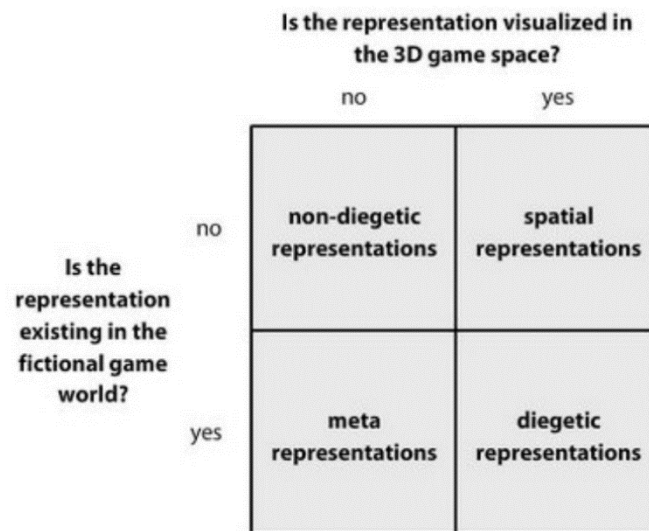 Is the representation visualized in
the 3D game space?
no yes
no
non-diegetic
representations
spatial
representations
Is the
representation
existing in the
fictional game
world?
yes
meta
representations
diegetic
representations